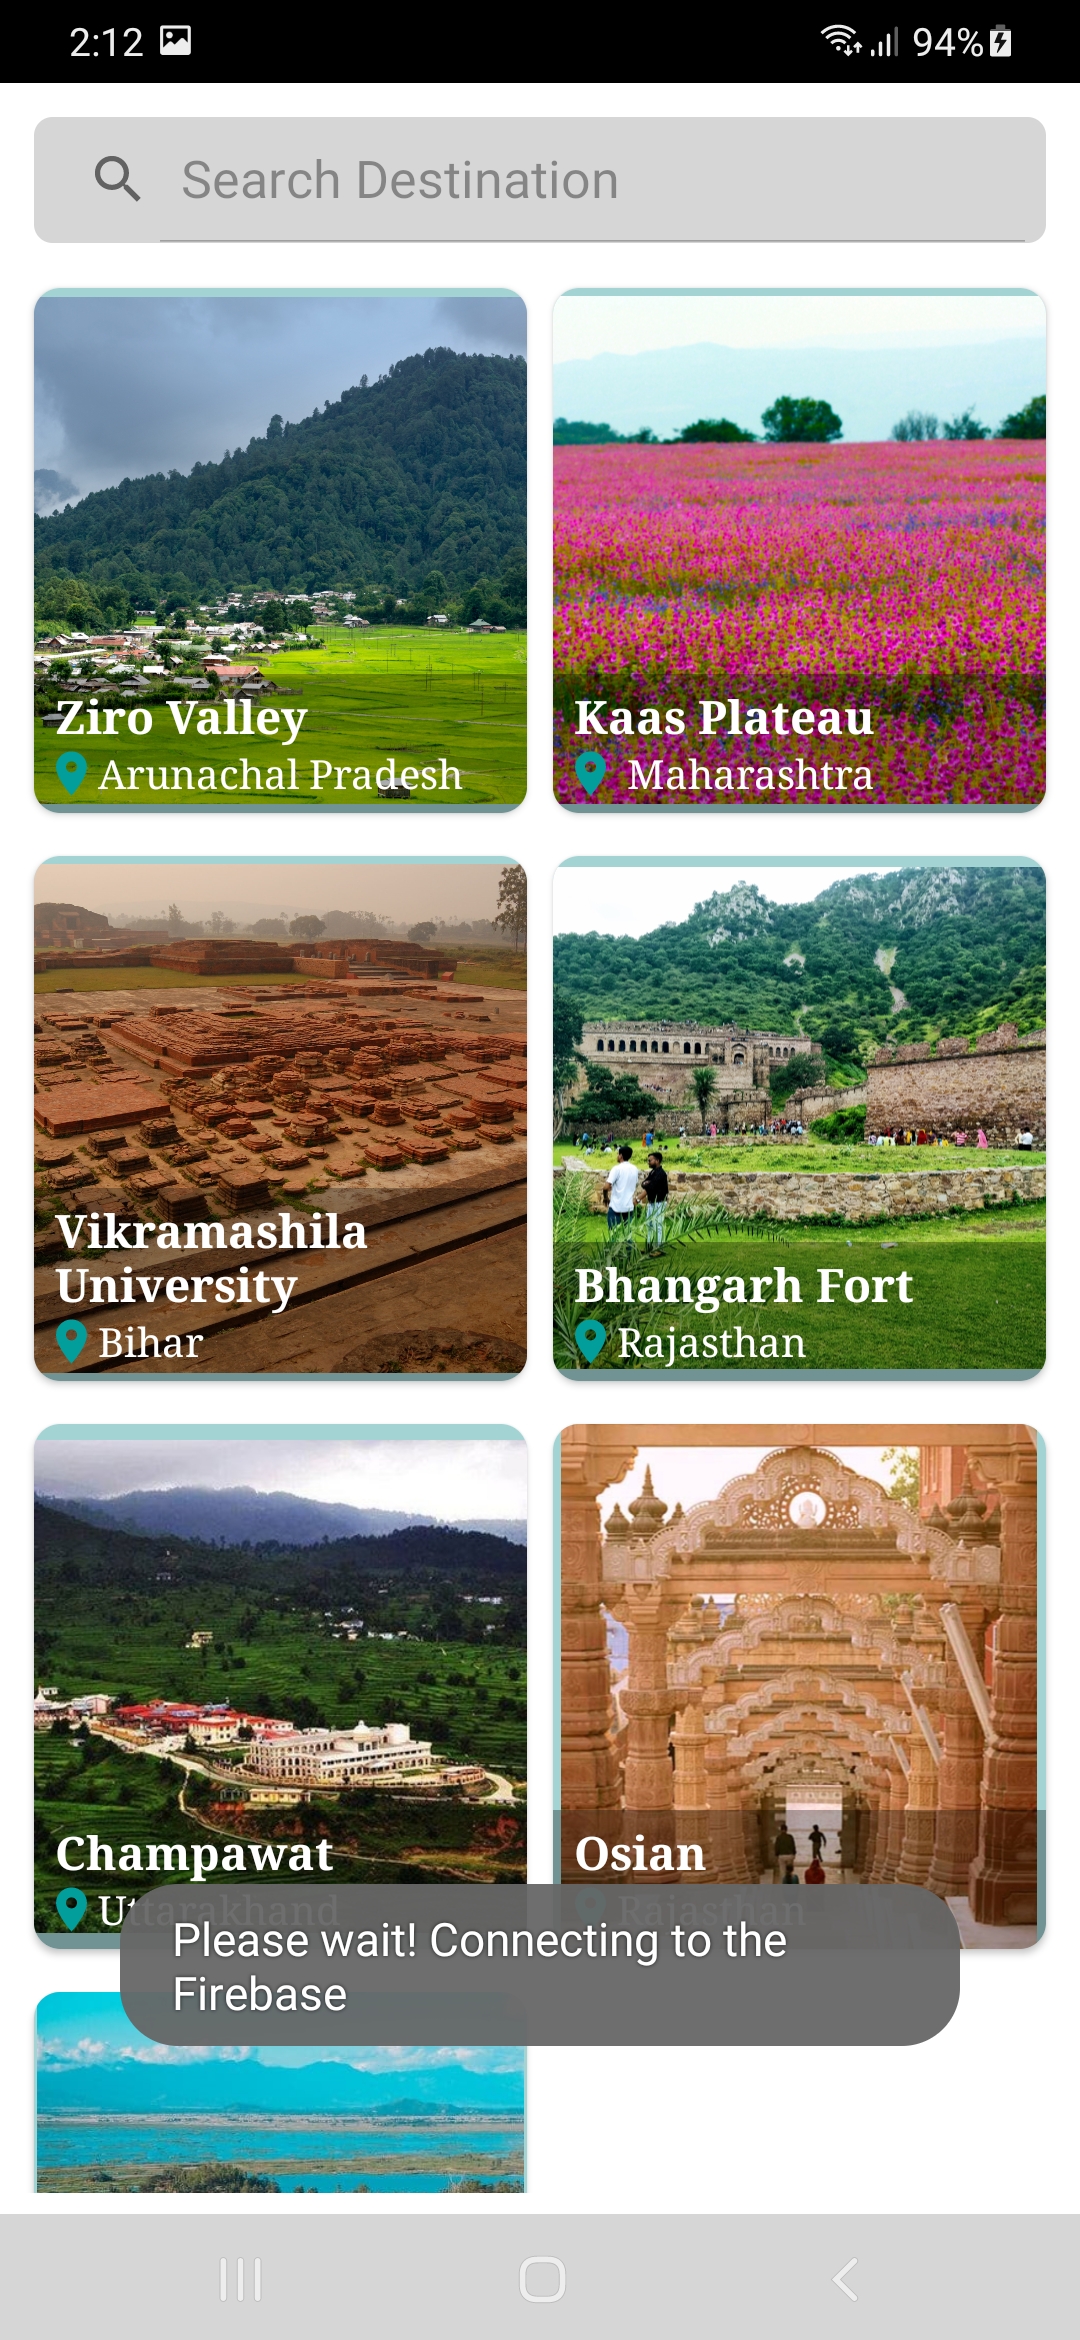 2:12 94%
Search Destination
Ziro Valley
Arunachal Pradesh
Kaas Plateau
Maharashtra
Vikramashila
University
Bihar
Bhangarh Fort
Rajasthan
Champawat
Uttarakhand
Osian
Rajasthan
Please wait! Connecting to the
Firebase